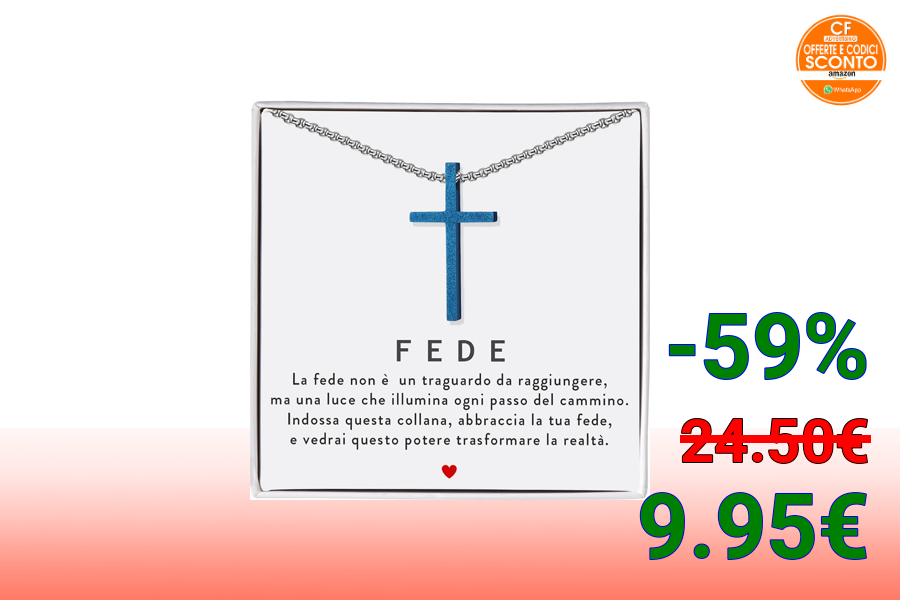 CF
ADVERTISING
OFFERTE E CODICI
SCONTO
amazon
WhatsApp
FEDE
La fede non è un traguardo da raggiungere,
ma una luce che illumina ogni passo del cammino.
Indossa questa collana, abbraccia la tua fede,
e vedrai questo potere trasformare la realtà.
-59%
24.50€
9.95€